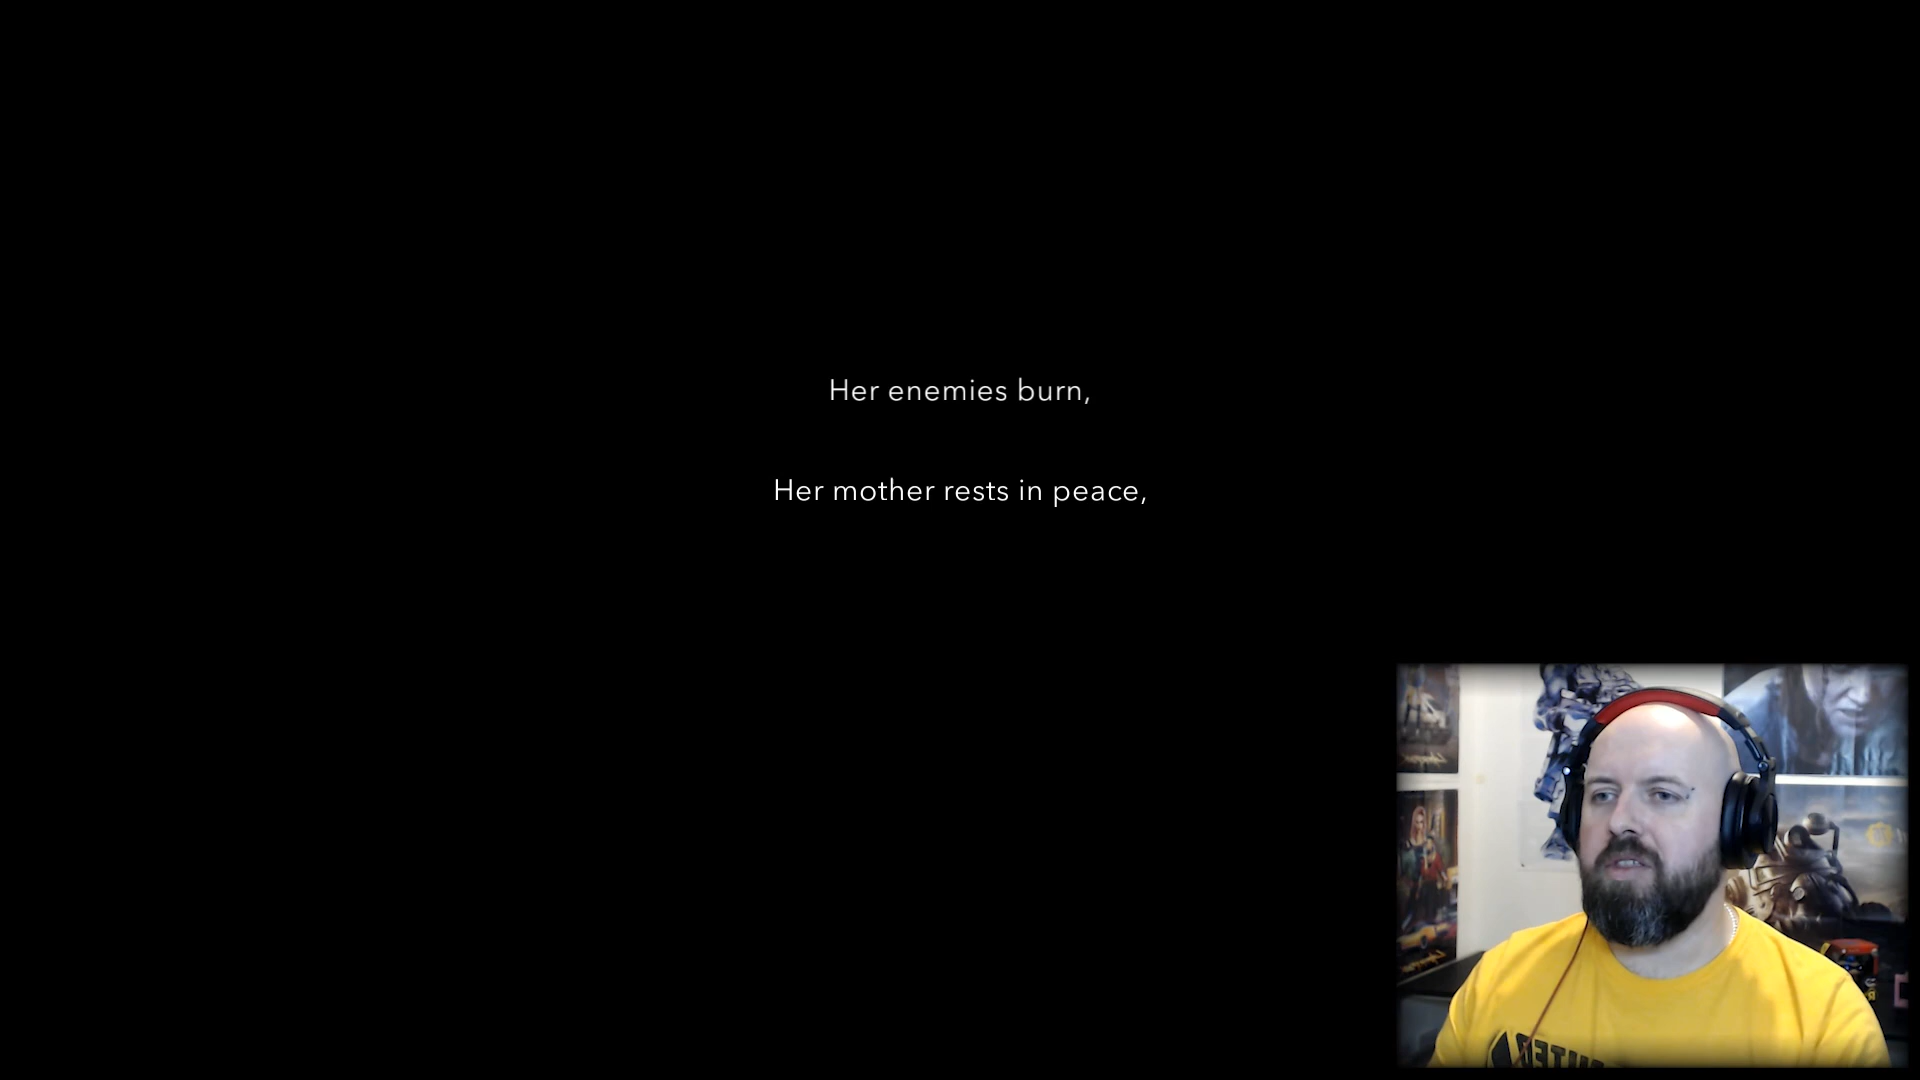 Her enemies burn,
Her mother rests in peace,